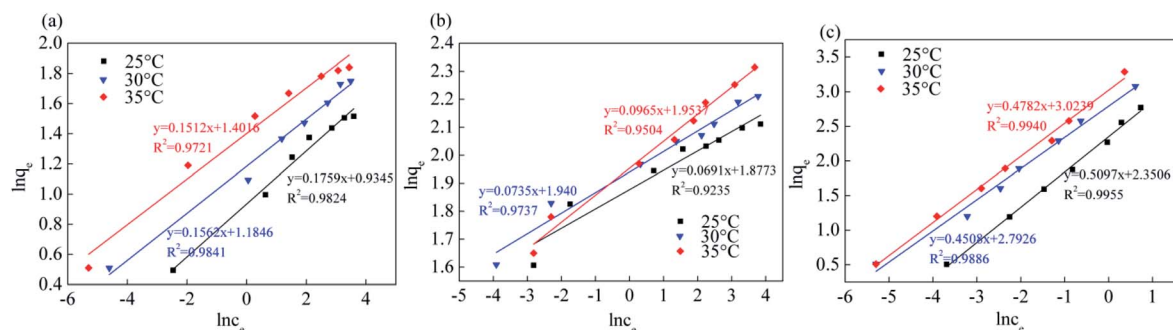 (a)
2.0
1.8
1.6
1.4
1.2
1.0
0.8
0.6
0.4
lnqe
25°C
30°C
35°C
y=0.1512x+1.4016
R²=0.9721
y=0.1759x+0.9345
R²=0.9824
y=0.1562x+1.1846
R²=0.9841
-6 -4 -2 0 2 4
lnce
(b)
2.4
2.3
2.2
2.1
2.0
1.9
1.8
1.7
1.6
lnqe
y=0.0965x+1.9537
R²=0.9504
y=0.0691x+1.8773
R²=0.9235
y=0.0735x+1.940
R²=0.9737
25°C
30°C
35°C
-5 -4 -3 -2 -1 0 1 2 3 4
lnce
(c)
3.5
3.0
2.5
2.0
1.5
1.0
0.5
0.0
lnqe
25°C
30°C
35°C
y=0.4782x+3.0239
R²=0.9940
y=0.5097x+2.3506
R²=0.9955
y=0.4508x+2.7926
R²=0.9886
-6 -5 -4 -3 -2 -1 0 1
lnce